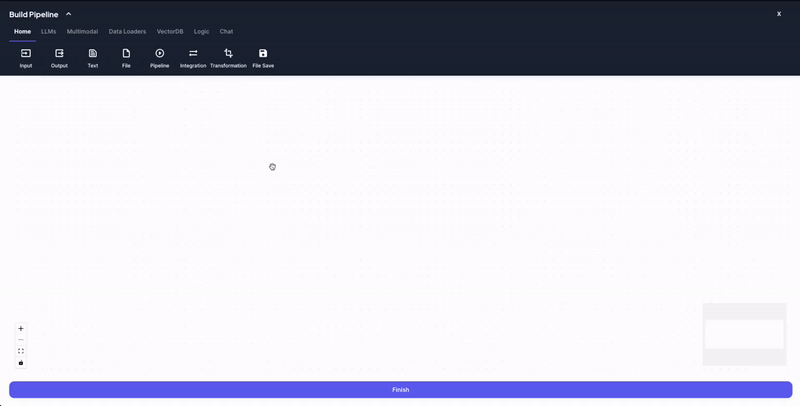 Build Pipeline
X
Home LLMs Multimodal Data Loaders VectorDB Logic Chat
Input Output Text File Pipeline Integration Transformation File Save
Finish